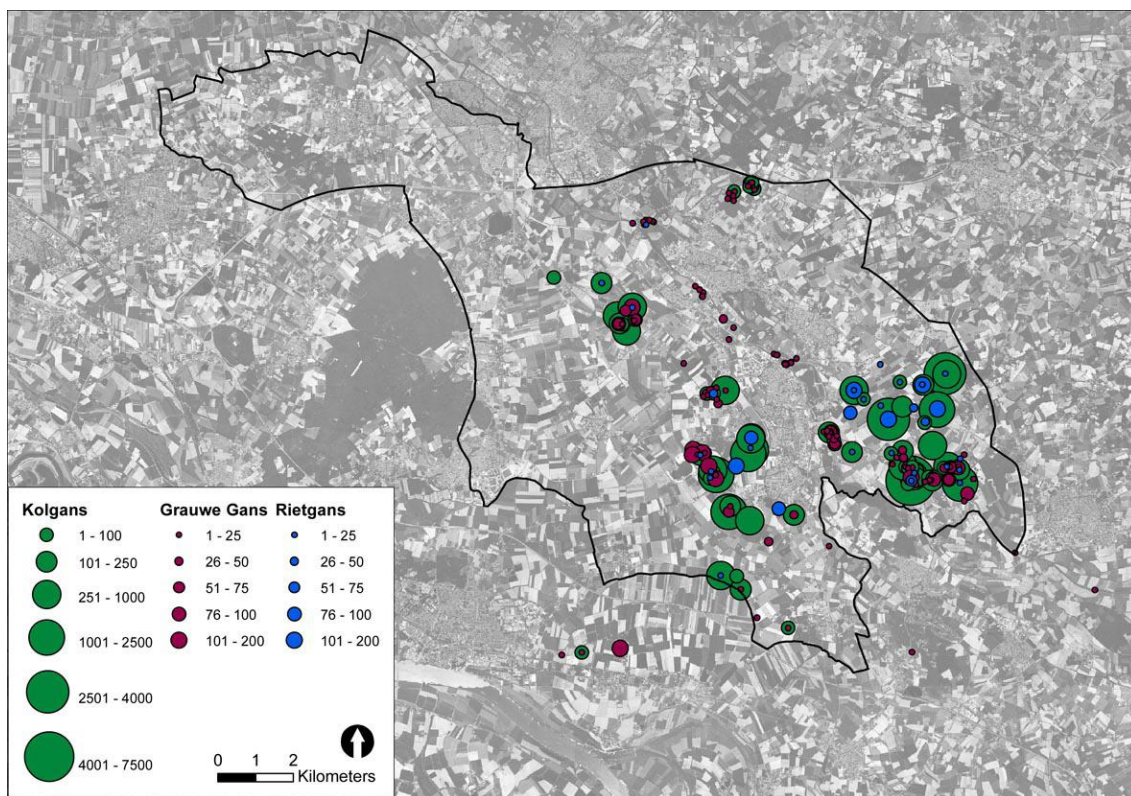 Kolgans Grauwe Gans Rietgans
1 - 100 1 - 25 1 - 25
101 - 250 26 - 50 26 - 50
251 - 1000 51 - 75 51 - 75
1001 - 2500 76 - 100 76 - 100
101 - 200 101 - 200
2501 - 4000
4001 - 7500
0 1 2
Kilometers